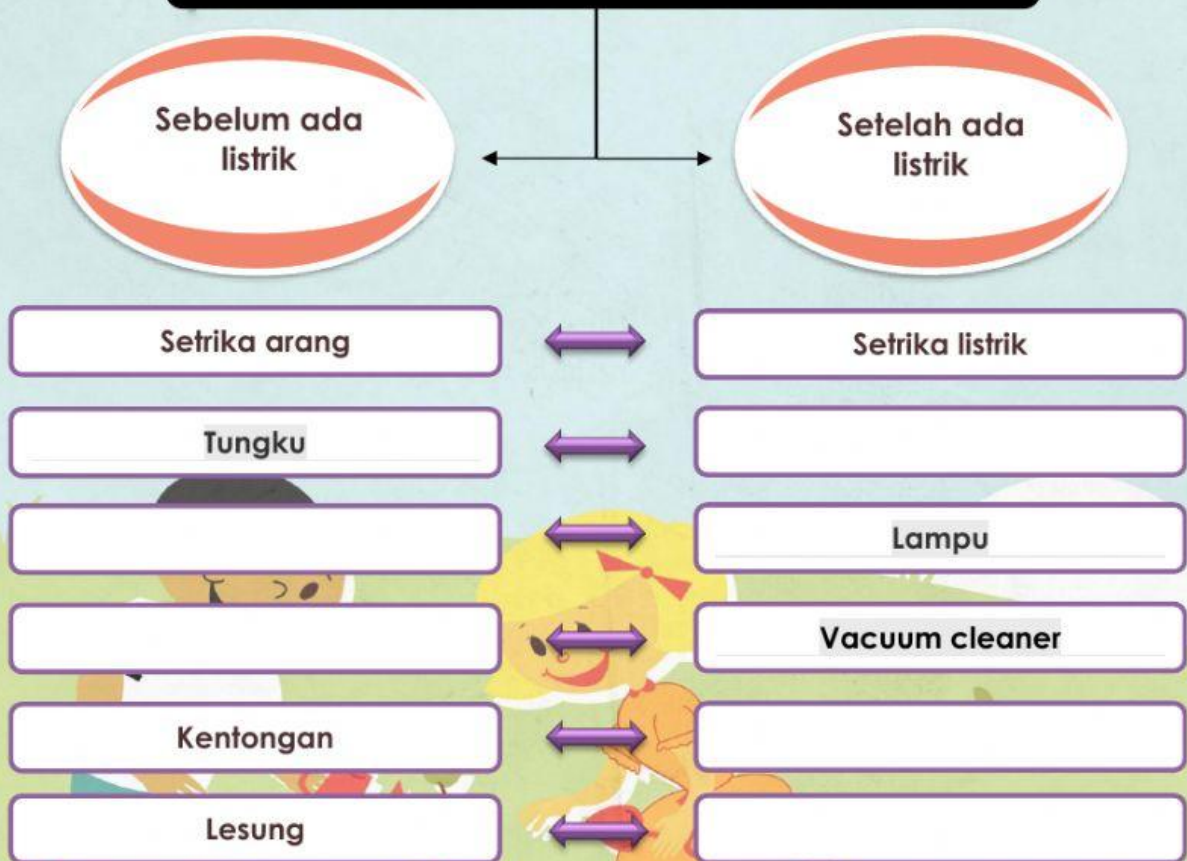 Sebelum ada
listrik
Setelah ada
listrik
Setrika arang
Setrika listrik
Tungku
Lampu
Vacuum cleaner
Kentongan
Lesung